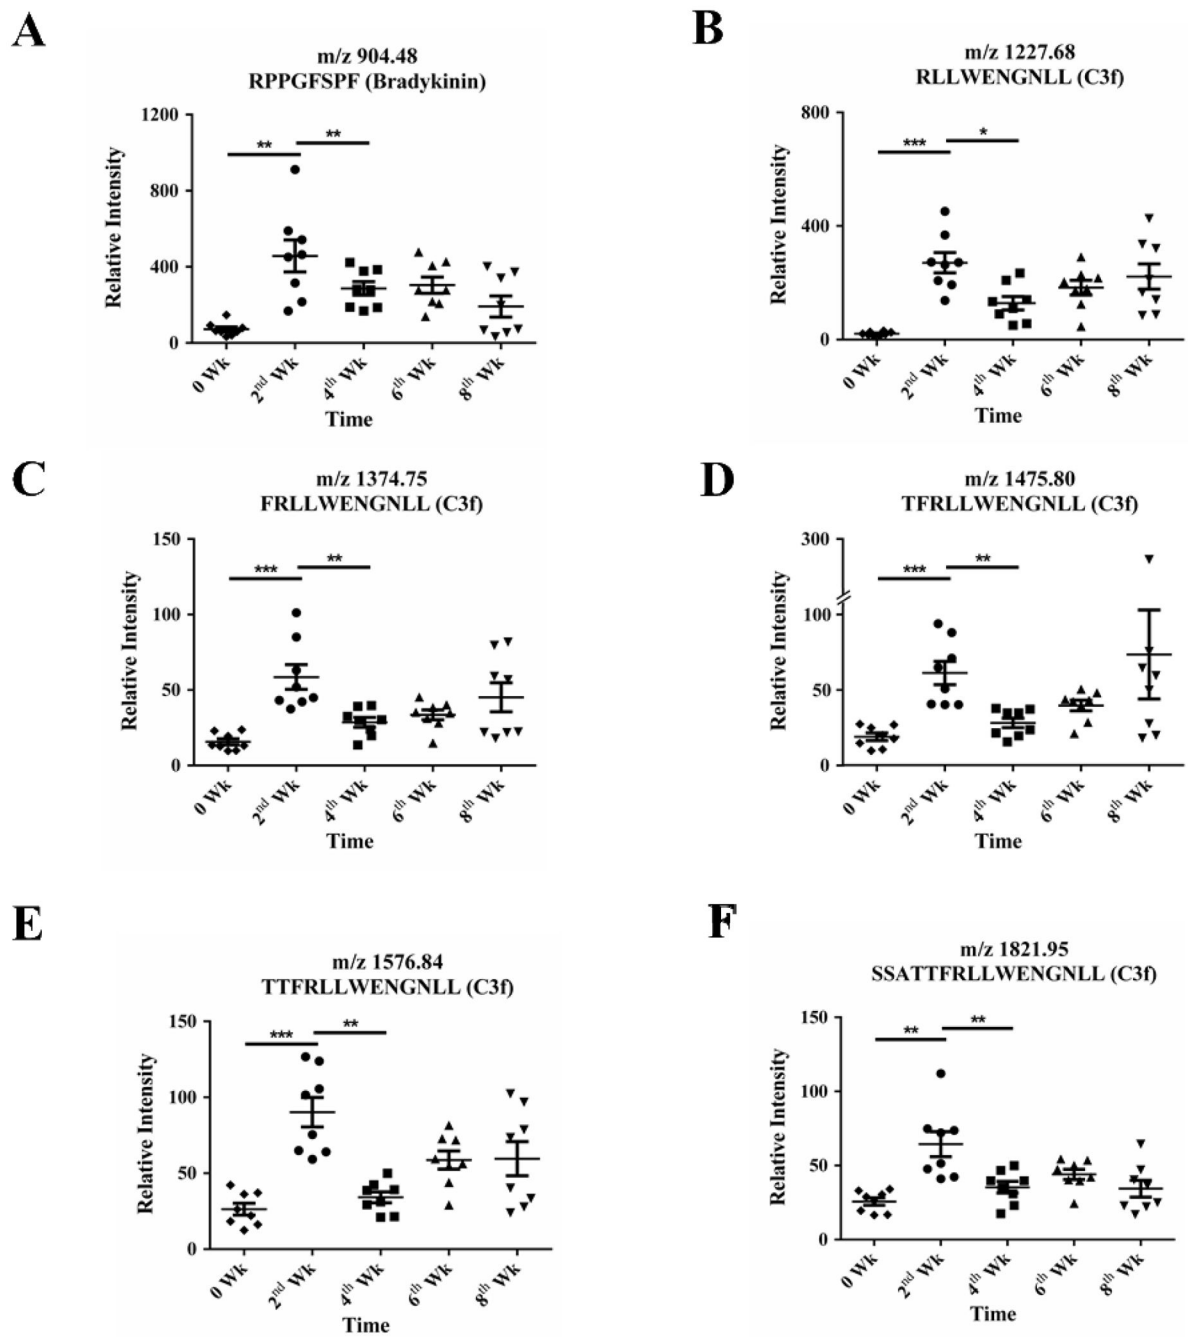 A
m/z 904.48
RPPGFSPF (Bradykinin)
1200
800
400
0
Relative Intensity
**
**
0 Wk
2nd Wk
4th Wk
6th Wk
8th Wk
Time
B
m/z 1227.68
RLLWENGNLL (C3f)
800
400
0
Relative Intensity
***
*
0 Wk
2nd Wk
4th Wk
6th Wk
8th Wk
Time
C
m/z 1374.75
FRLLWENGNLL (C3f)
150
100
50
0
Relative Intensity
***
**
0 Wk
2nd Wk
4th Wk
6th Wk
8th Wk
Time
D
m/z 1475.80
TFRLLWENGNLL (C3f)
300
100
50
0
Relative Intensity
***
**
0 Wk
2nd Wk
4th Wk
6th Wk
8th Wk
Time
E
m/z 1576.84
TTFRLLWENGNLL (C3f)
150
100
50
0
Relative Intensity
***
**
0 Wk
2nd Wk
4th Wk
6th Wk
8th Wk
Time
F
m/z 1821.95
SSATTFRLLWENGNLL (C3f)
150
100
50
0
Relative Intensity
**
**
0 Wk
2nd Wk
4th Wk
6th Wk
8th Wk
Time